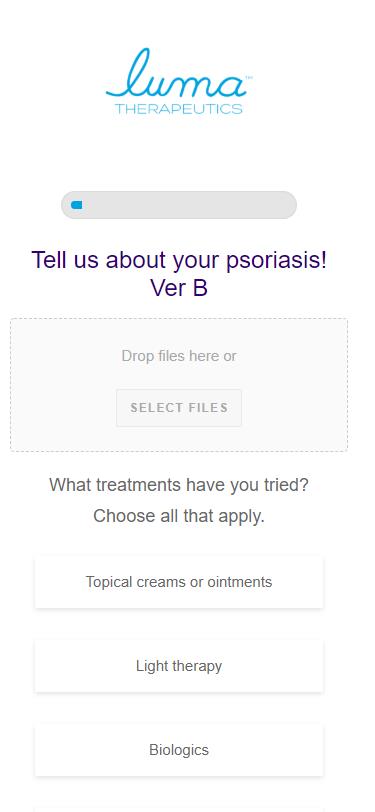 luma™
THERAPEUTICS
Tell us about your psoriasis!
Ver B
Drop files here or
SELECT FILES
What treatments have you tried?
Choose all that apply.
Topical creams or ointments
Light therapy
Biologics